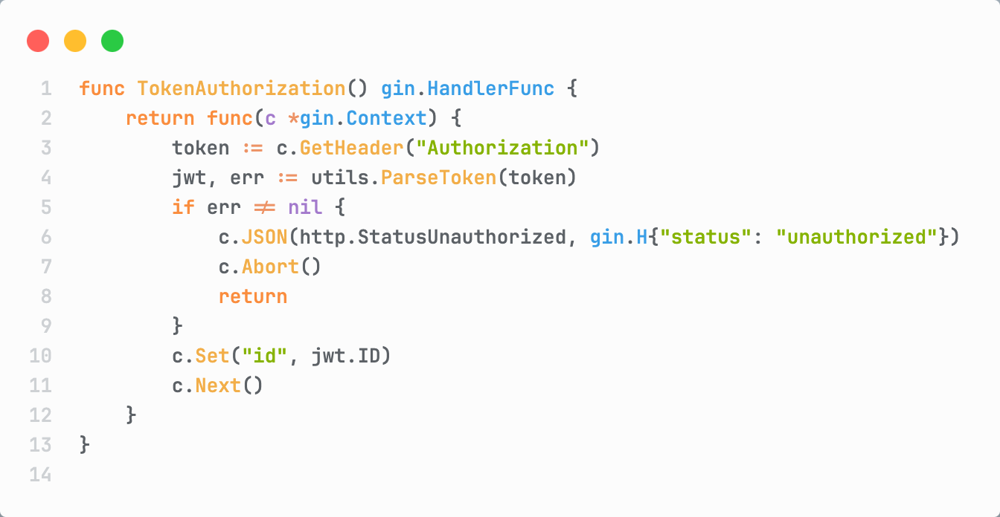 1 func TokenAuthorization() gin.HandlerFunc {
2     return func(c *gin.Context) {
3         token := c.GetHeader("Authorization")
4         jwt, err := utils.ParseToken(token)
5         if err != nil {
6             c.JSON(http.StatusUnauthorized, gin.H{"status": "unauthorized"})
7             c.Abort()
8             return
9         }
10         c.Set("id", jwt.ID)
11         c.Next()
12     }
13 }
14